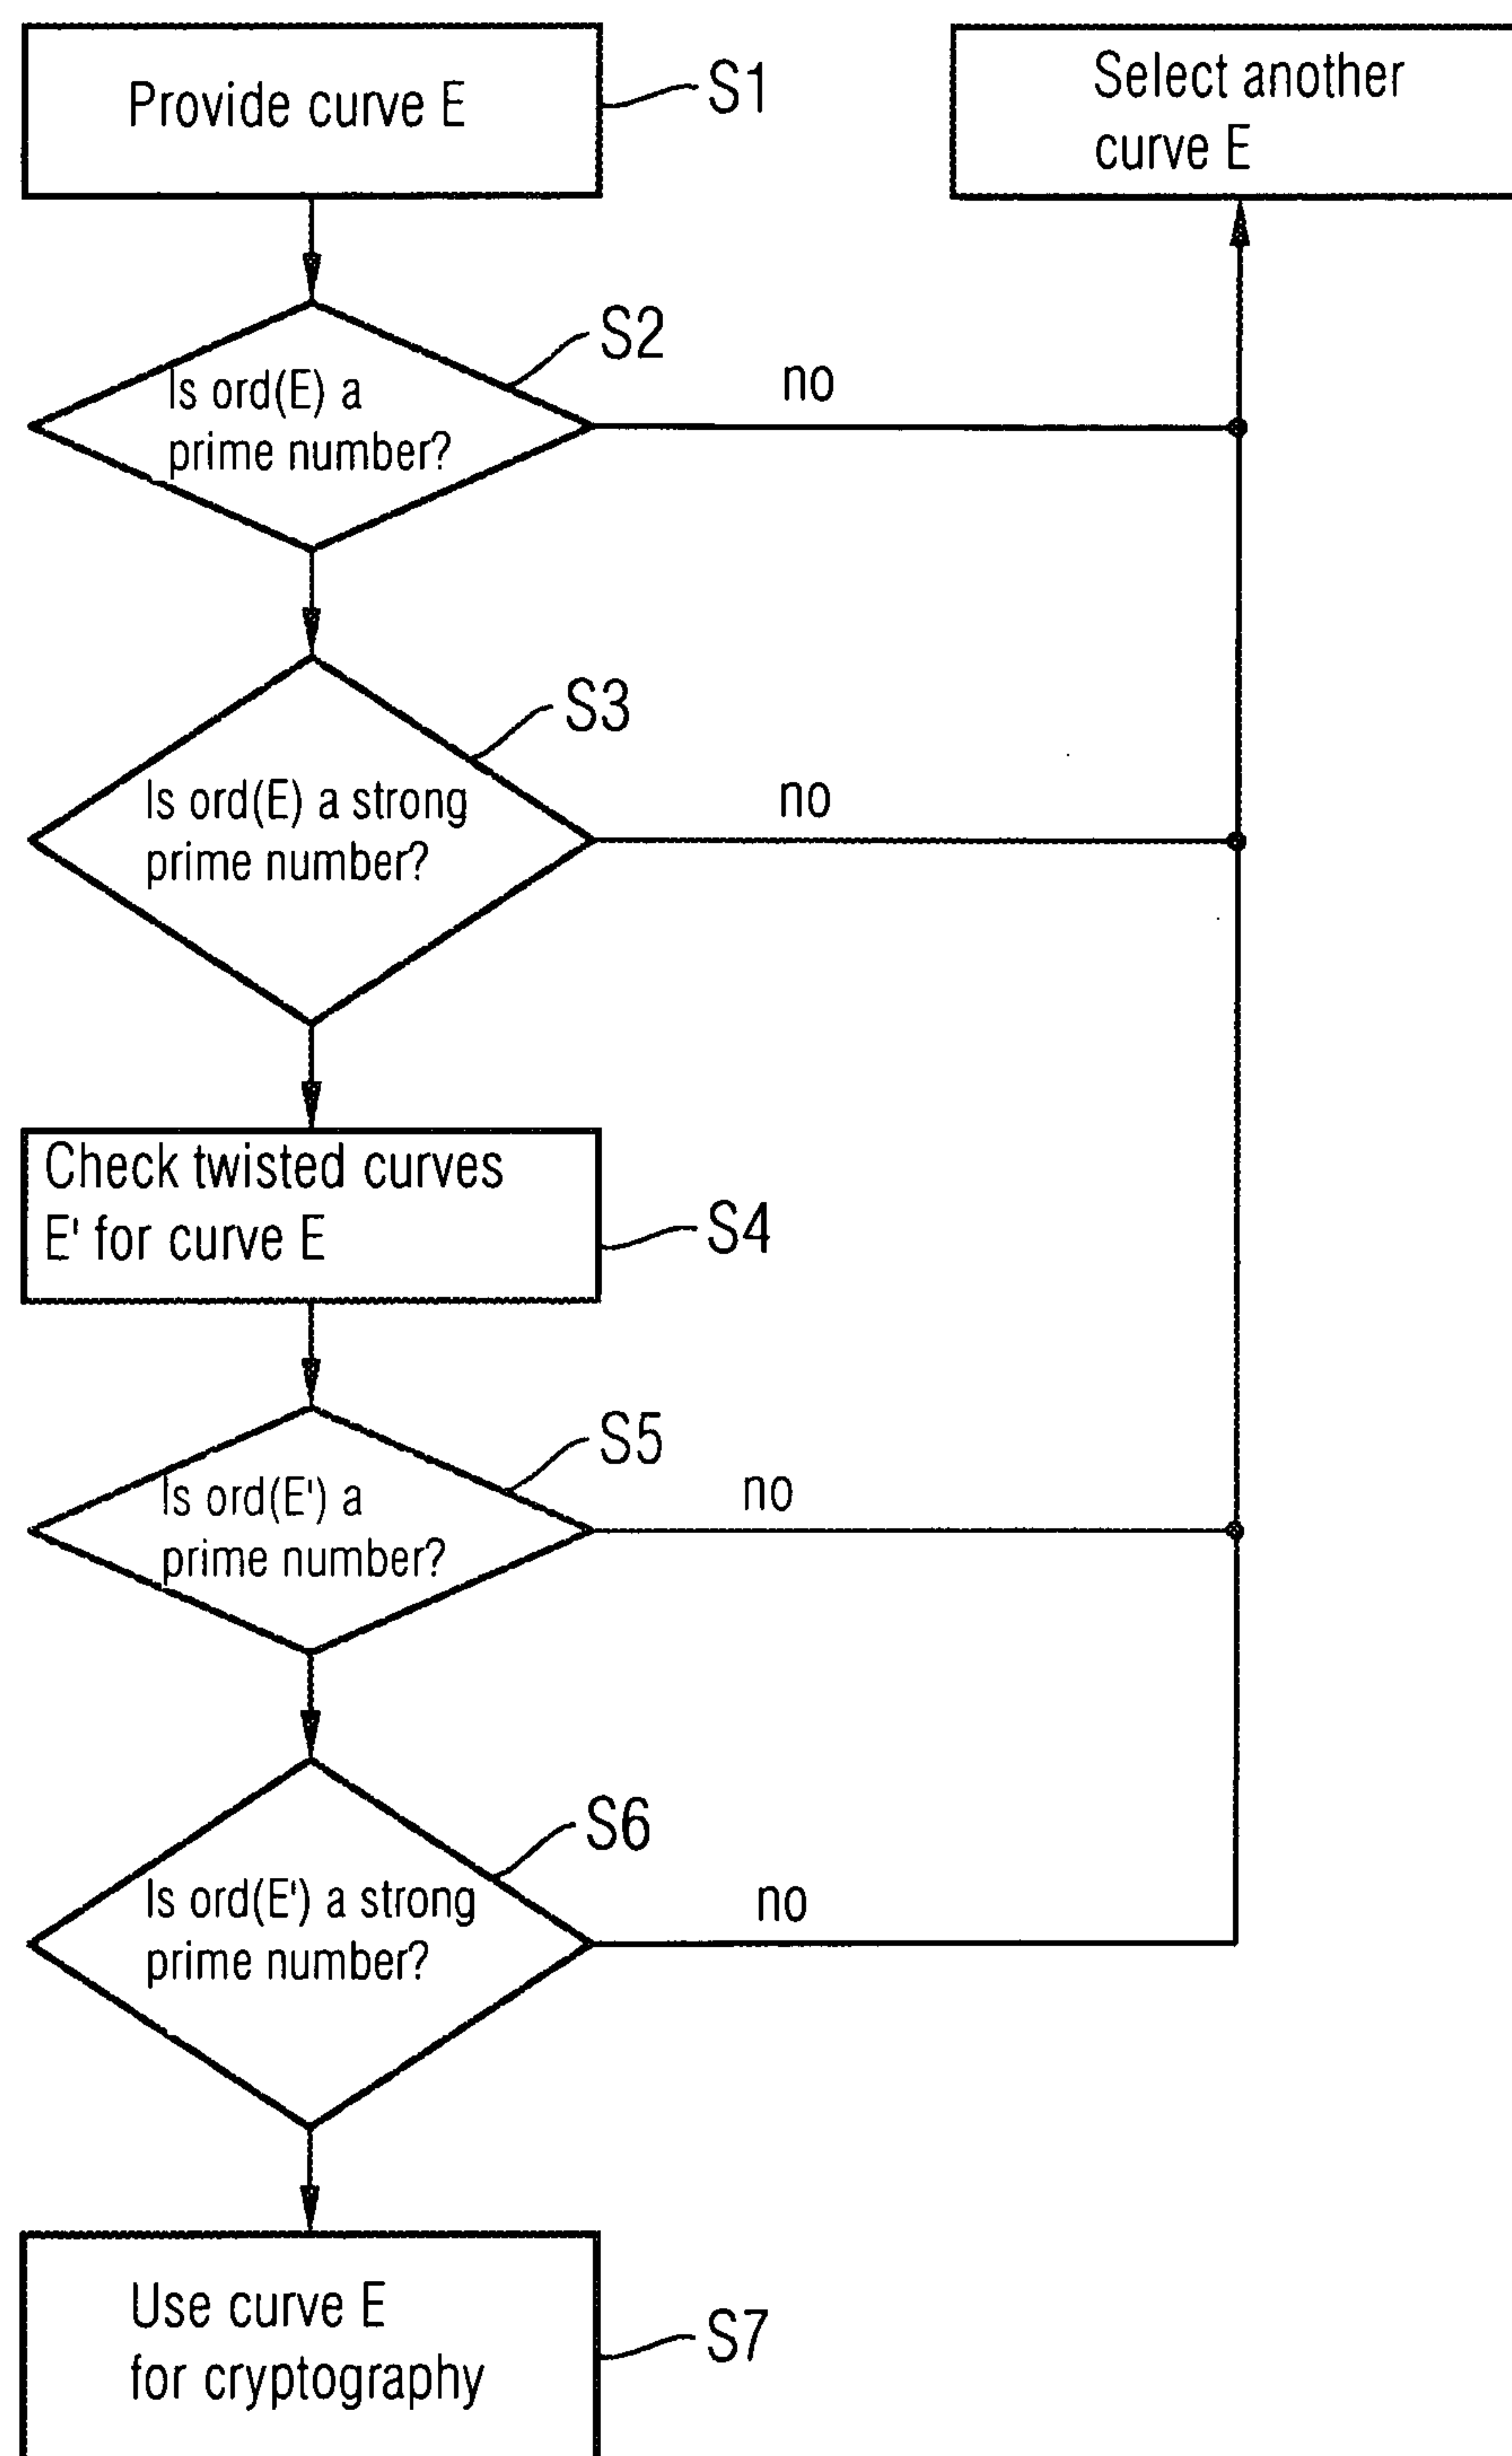 Provide curve E
S1
Select another
curve E
S2
Is ord(E) a
prime number?
no
S3
Is ord(E) a strong
prime number?
no
Check twisted curves
E' for curve E
S4
S5
Is ord(E') a
prime number?
no
S6
Is ord(E') a strong
prime number?
no
Use curve E
for cryptography
S7